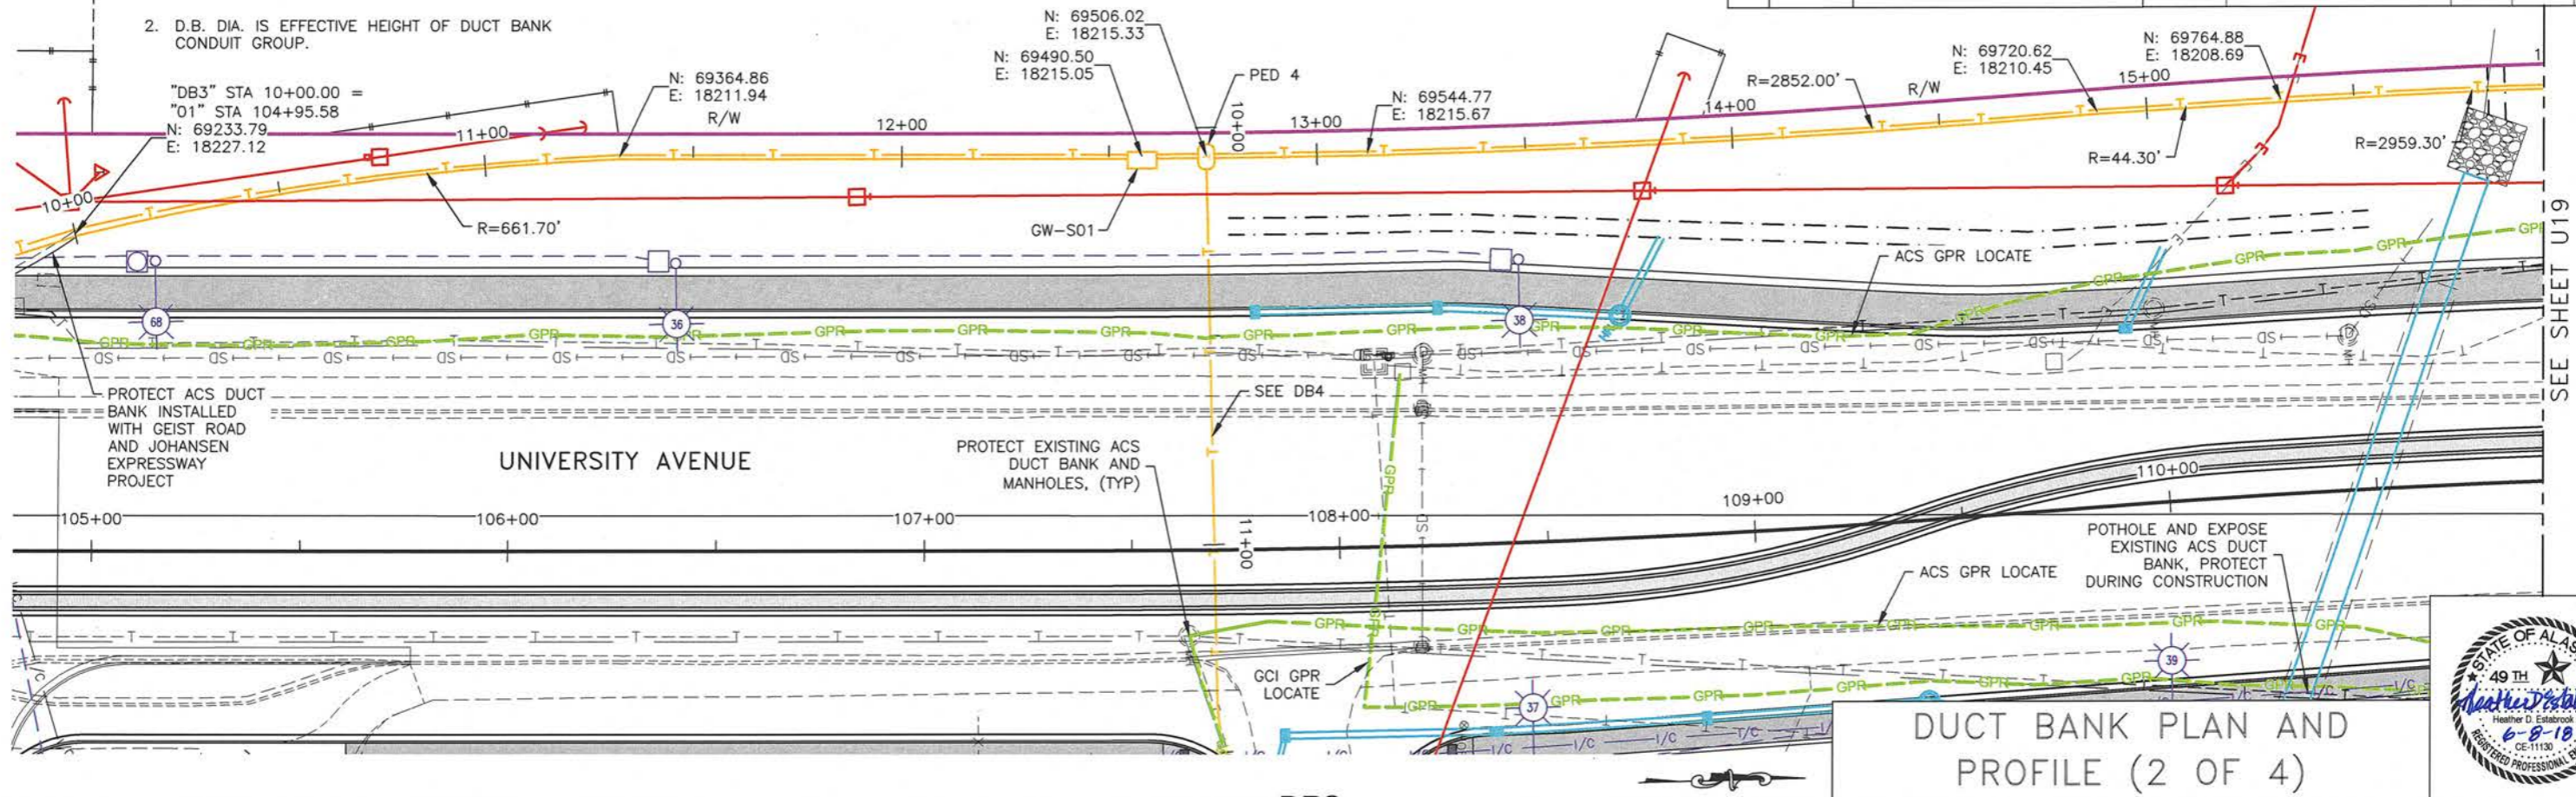 2. D.B. DIA. IS EFFECTIVE HEIGHT OF DUCT BANK
CONDUIT GROUP.
"DB3" STA 10+00.00 =
"01" STA 104+95.58
N: 69233.79
E: 18227.12
N: 69364.86
E: 18211.94
R/W
N: 69490.50
E: 18215.05
N: 69506.02
E: 18215.33
PED 4
N: 69544.77
E: 18215.67
R=2852.00'
R/W
N: 69720.62
E: 18210.45
N: 69764.88
E: 18208.69
10+00
11+00
12+00
10+00
13+00
14+00
15+00
R=661.70'
GW-S01
R=44.30'
R=2959.30'
ACS GPR LOCATE
SEE SHEET U19
68
36
38
PROTECT ACS DUCT
BANK INSTALLED
WITH GEIST ROAD
AND JOHANSEN
EXPRESSWAY
PROJECT
UNIVERSITY AVENUE
SEE DB4
PROTECT EXISTING ACS
DUCT BANK AND
MANHOLES, (TYP)
105+00
106+00
107+00
11+00
108+00
109+00
110+00
POTHOLE AND EXPOSE
EXISTING ACS DUCT
BANK, PROTECT
DURING CONSTRUCTION
ACS GPR LOCATE
GCI GPR
LOCATE
37
39
DUCT BANK PLAN AND
PROFILE (2 OF 4)
STATE OF ALAS
49 TH
Heather D. Estabrook
6-8-18
CE-11130
REGISTERED PROFESSIONAL